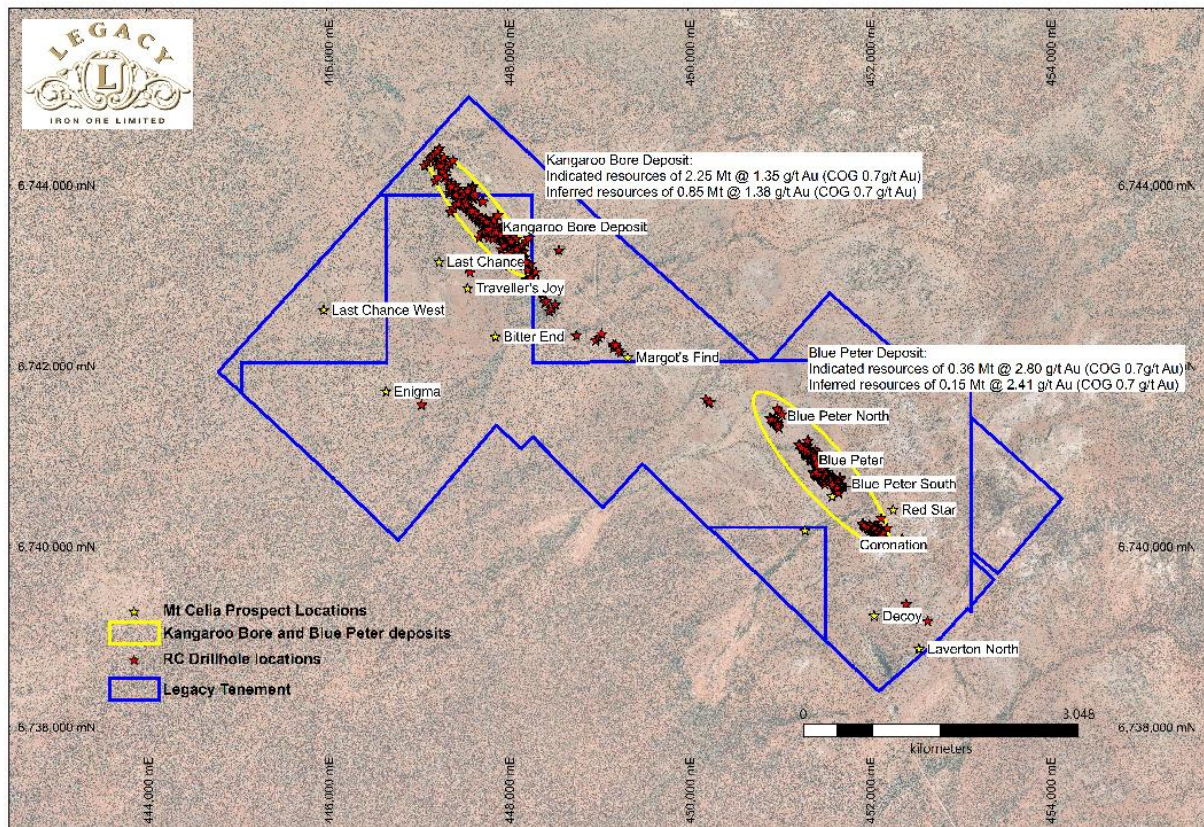 LEGACY
L
IRON ORE LIMITED
446,000 mE
448,000 mE
450,000 mE
452,000 mE
454,000 mE
6,744,000 mN
6,744,000 mN
Kangaroo Bore Deposit:
Indicated resources of 2.25 Mt @ 1.35 g/t Au (COG 0.7g/t Au)
Inferred resources of 0.85 Mt @ 1.38 g/t Au (COG 0.7 g/t Au)
Kangaroo Bore Deposit
Last Chance
Traveller's Joy
Last Chance West
Bitter End
Margot's Find
6,742,000 mN
6,742,000 mN
Blue Peter Deposit:
Indicated resources of 0.36 Mt @ 2.80 g/t Au (COG 0.7g/t Au)
Inferred resources of 0.15 Mt @ 2.41 g/t Au (COG 0.7 g/t Au)
Enigma
Blue Peter North
Blue Peter
Blue Peter South
Red Star
Coronation
6,740,000 mN
6,740,000 mN
Decoy
Laverton North
Mt Celia Prospect Locations
Kangaroo Bore and Blue Peter deposits
RC Drillhole locations
Legacy Tenement
0
3.048
kilometers
6,738,000 mN
6,738,000 mN
444,000 mE
446,000 mE
448,000 mE
450,000 mE
452,000 mE
454,000 mE